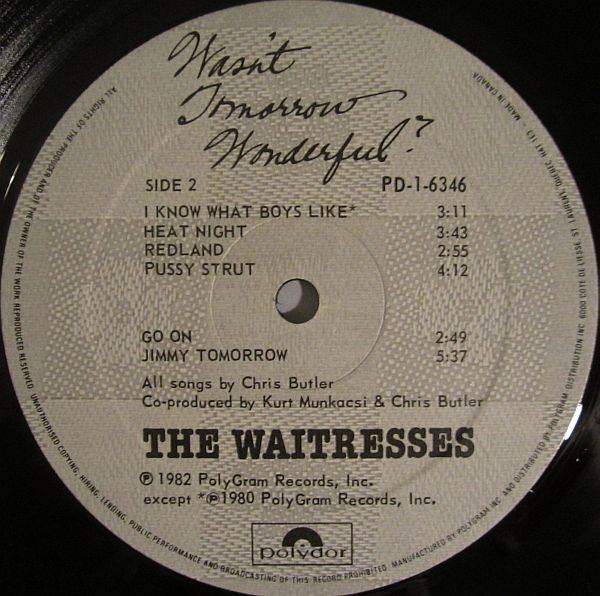 Wasn't
Tomorrow
Wonderful?
SIDE 2 PD-1-6346
I KNOW WHAT BOYS LIKE* 3:11
HEAT NIGHT 3:43
REDLAND 2:55
PUSSY STRUT 4:12
GO ON 2:49
JIMMY TOMORROW 5:37
All songs by Chris Butler
Co-produced by Kurt Munkacsi & Chris Butler
THE WAITRESSES
℗ 1982 PolyGram Records, Inc.
except *℗1980 PolyGram Records, Inc.
polydor
ALL RIGHTS OF THE PRODUCER AND OF THE OWNER OF THE WORK REPRODUCED RESERVED. UNAUTHORISED COPYING, HIRING, LENDING, PUBLIC PERFORMANCE AND BROADCASTING OF THIS RECORD PROHIBITED. MANUFACTURED BY POLYGRAM INC. AND DISTRIBUTED BY POLYGRAM DISTRIBUTION INC. 6000 COTE DE LIESSE, ST LAURENT, QUEBEC H4T 1E3 MADE IN CANADA